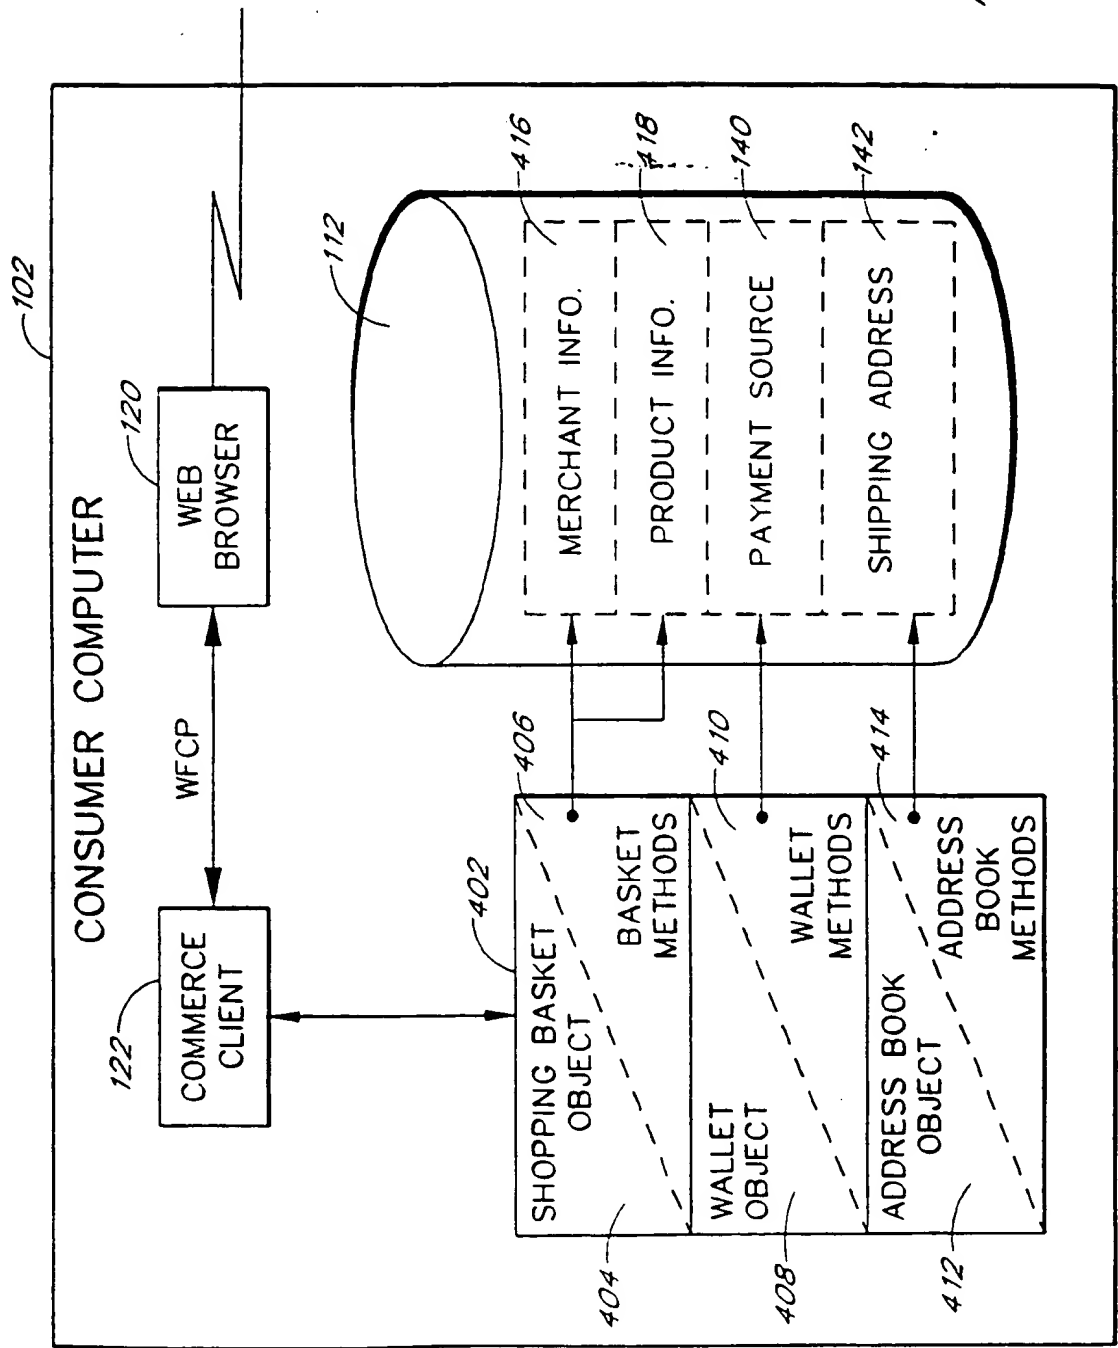 102
CONSUMER COMPUTER
122
COMMERCE
CLIENT
WFCP
120
WEB
BROWSER
112
402
SHOPPING BASKET
OBJECT
404
406
BASKET
METHODS
WALLET
OBJECT
408
410
WALLET
METHODS
ADDRESS BOOK
OBJECT
412
414
ADDRESS
BOOK
METHODS
MERCHANT INFO.
416
PRODUCT INFO.
418
PAYMENT SOURCE
140
SHIPPING ADDRESS
142